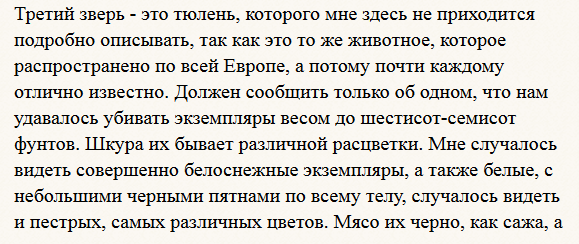 Третий зверь - это тюлень, которого мне здесь не приходится
подробно описывать, так как это то же животное, которое
распространено по всей Европе, а потому почти каждому
отлично известно. Должен сообщить только об одном, что нам
удавалось убивать экземпляры весом до шестисот-семисот
фунтов. Шкура их бывает различной расцветки. Мне случалось
видеть совершенно белоснежные экземпляры, а также белые, с
небольшими черными пятнами по всему телу, случалось видеть
и пестрых, самых различных цветов. Мясо их черно, как сажа, а